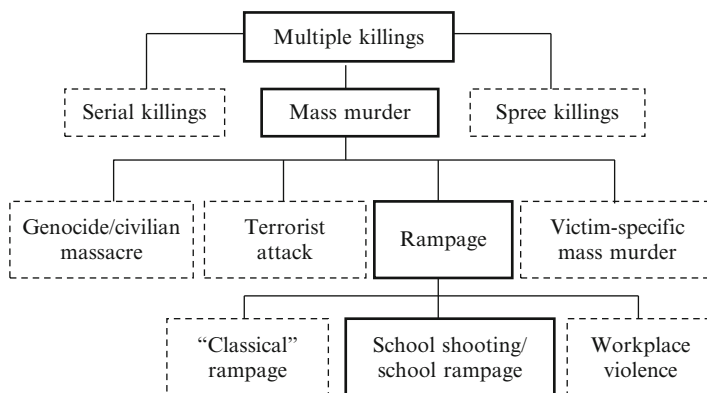 Multiple killings
Serial killings
Mass murder
Spree killings
Genocide/civilian
massacre
Terrorist
attack
Rampage
Victim-specific
mass murder
“Classical”
rampage
School shooting/
school rampage
Workplace
violence